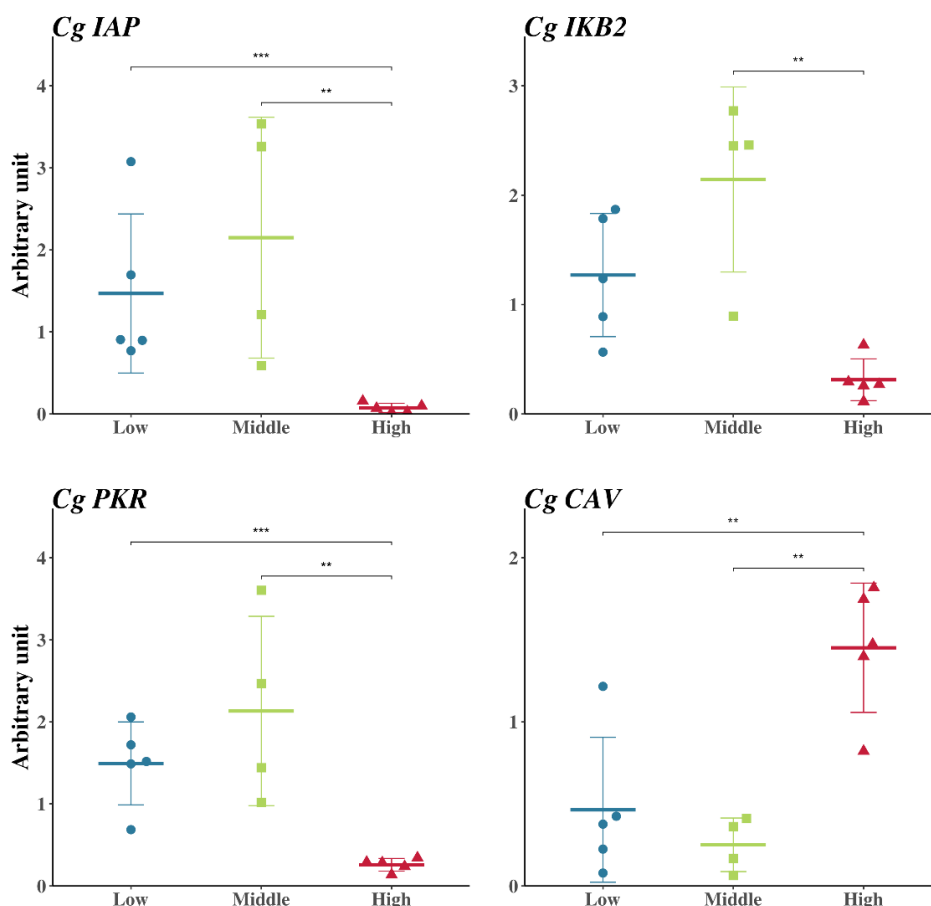 Cg IAP
Arbitrary unit
4
3
2
1
0
***
**
Low Middle High
Cg IKB2
3
2
1
0
**
Low Middle High
Cg PKR
Arbitrary unit
4
3
2
1
0
***
**
Low Middle High
Cg CAV
2
1
0
**
**
Low Middle High